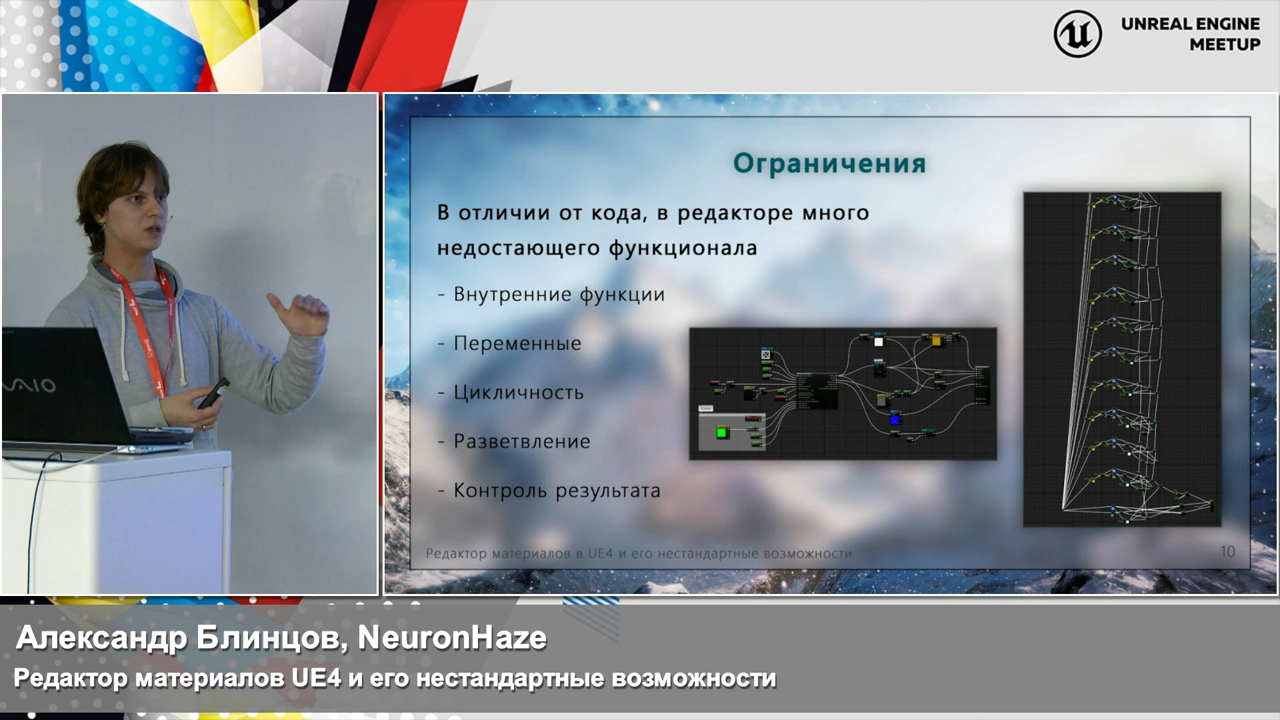 UNREAL ENGINE
MEETUP
VAIO
Ограничения
В отличии от кода, в редакторе много
недостающего функционала
- Внутренние функции
- Переменные
- Цикличность
- Разветвление
- Контроль результата
Редактор материалов в UE4 и его нестандартные возможности
10
Александр Блинцов, NeuronHaze
Редактор материалов UE4 и его нестандартные возможности